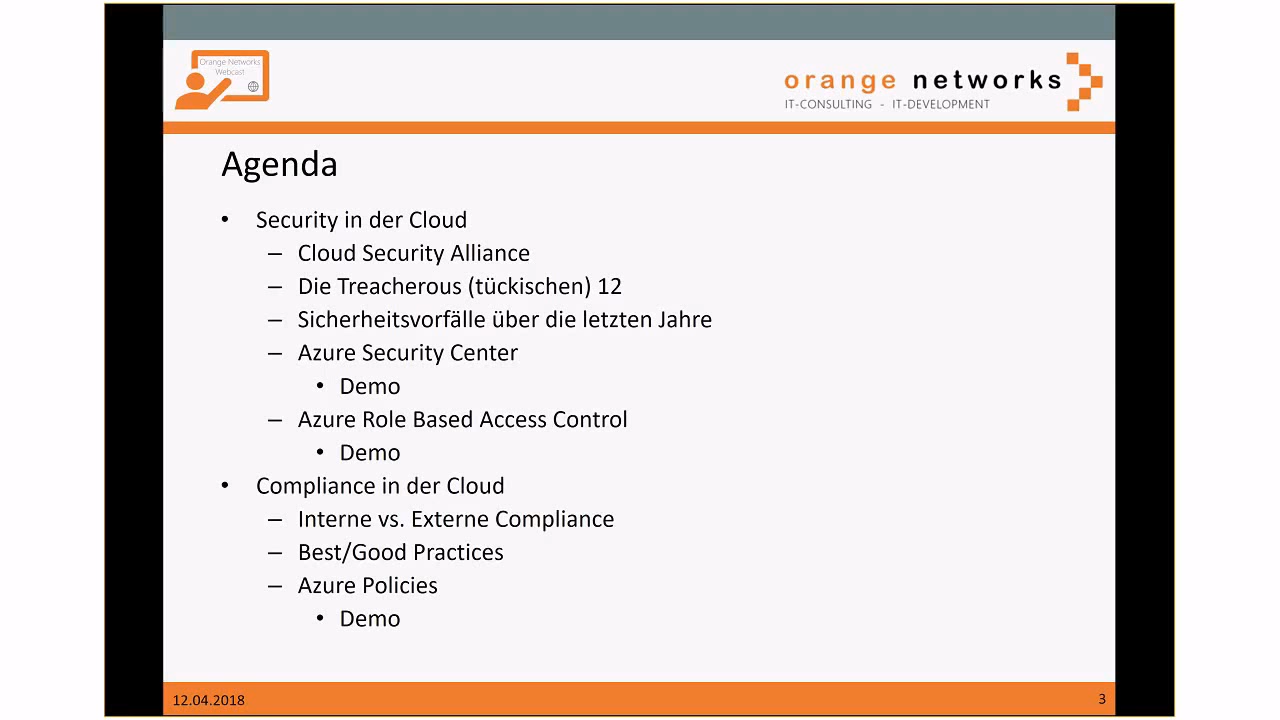 Orange Networks
Webcast
orange networks
IT-CONSULTING - IT-DEVELOPMENT
Agenda
• Security in der Cloud
– Cloud Security Alliance
– Die Treacherous (tückischen) 12
– Sicherheitsvorfälle über die letzten Jahre
– Azure Security Center
• Demo
– Azure Role Based Access Control
• Demo
• Compliance in der Cloud
– Interne vs. Externe Compliance
– Best/Good Practices
– Azure Policies
• Demo
12.04.2018
3